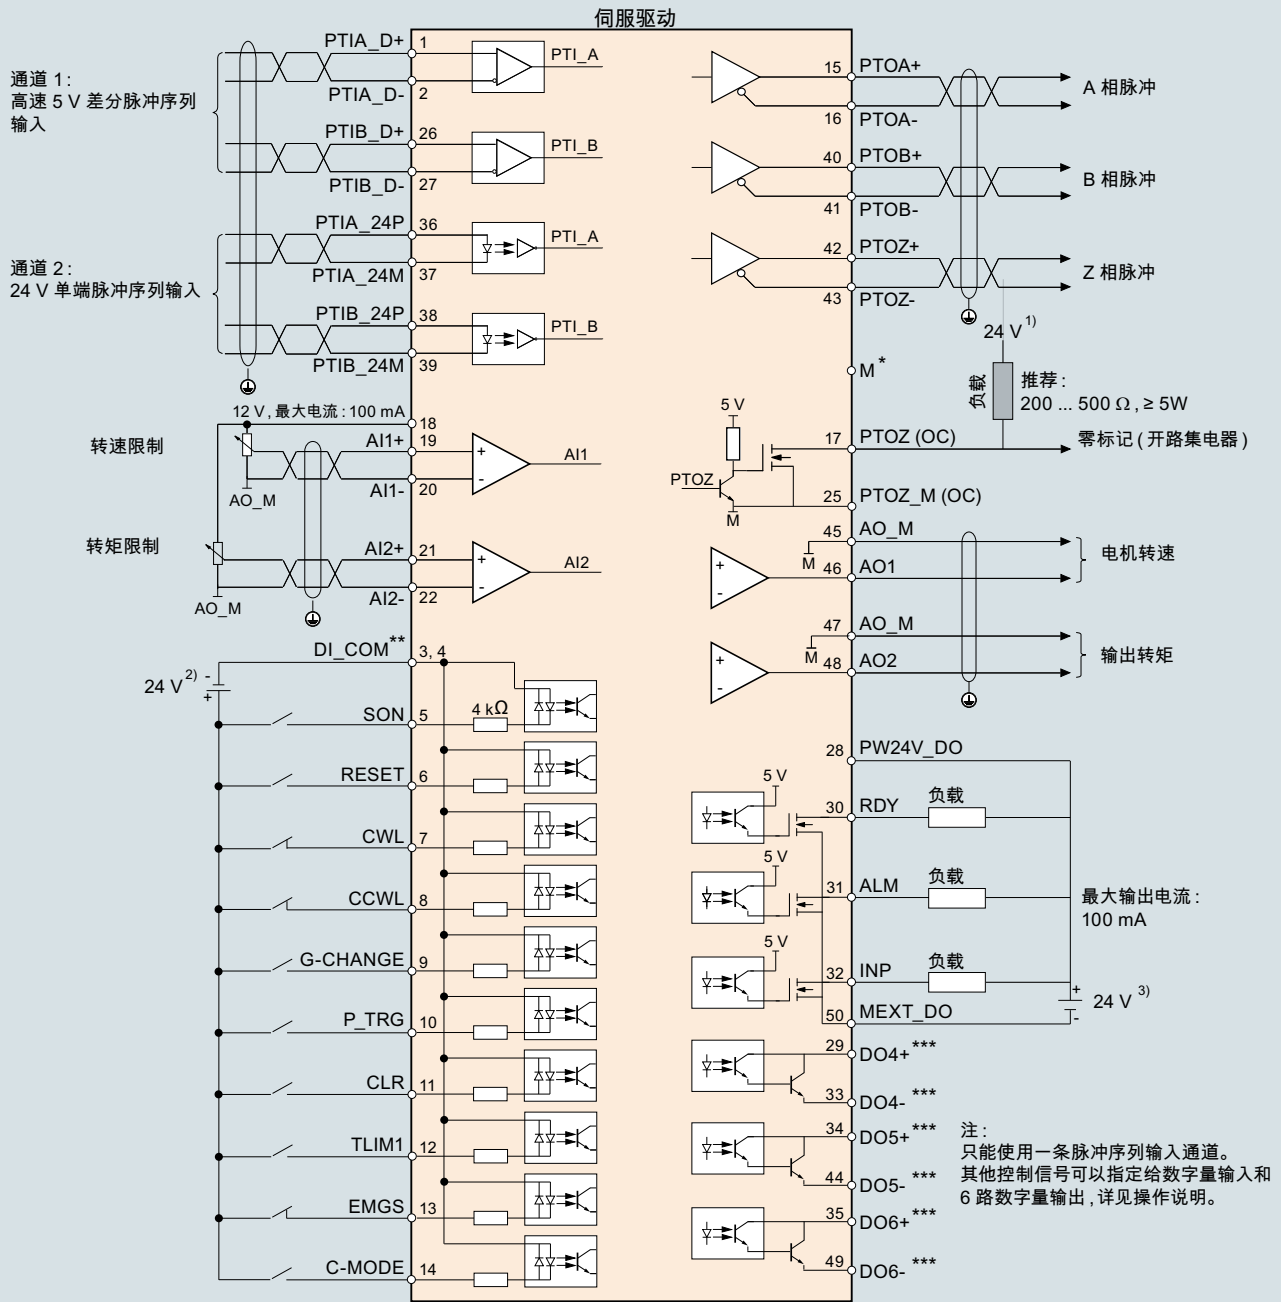 伺服驱动
通道 1:
高速 5 V 差分脉冲序列
输入
PTIA_D+
1
PTI_A
PTIA_D-
2
PTIB_D+
26
PTI_B
PTIB_D-
27
通道 2:
24 V 单端脉冲序列输入
PTIA_24P
36
PTI_A
PTIA_24M
37
PTIB_24P
38
PTI_B
PTIB_24M
39
12 V, 最大电流: 100 mA
18
转速限制
AI1+
19
AI1
+
-
AI1-
20
AO_M
转矩限制
AI2+
21
AI2
+
-
AI2-
22
AO_M
DI_COM**
3, 4
24 V 2)
-
+
SON
5
4 kΩ
RESET
6
CWL
7
CCWL
8
G-CHANGE
9
P_TRG
10
CLR
11
TLIM1
12
EMGS
13
C-MODE
14
15
PTOA+
A 相脉冲
16
PTOA-
40
PTOB+
B 相脉冲
41
PTOB-
42
PTOZ+
Z 相脉冲
43
PTOZ-
24 V 1)
M *
负载
推荐:
200 ... 500 Ω, ≥ 5W
5 V
17
PTOZ (OC)
零标记 ( 开路集电器 )
PTOZ
M
25
PTOZ_M (OC)
45
AO_M
M
电机转速
+
-
46
AO1
47
AO_M
M
输出转矩
+
-
48
AO2
28
PW24V_DO
5 V
30
RDY
负载
5 V
31
ALM
负载
最大输出电流:
100 mA
5 V
32
INP
负载
+
24 V 3)
-
50
MEXT_DO
29
DO4+ ***
33
DO4- ***
34
DO5+ ***
44
DO5- ***
35
DO6+ ***
49
DO6- ***
注:
只能使用一条脉冲序列输入通道。
其他控制信号可以指定给数字量输入和
6 路数字量输出, 详见操作说明。